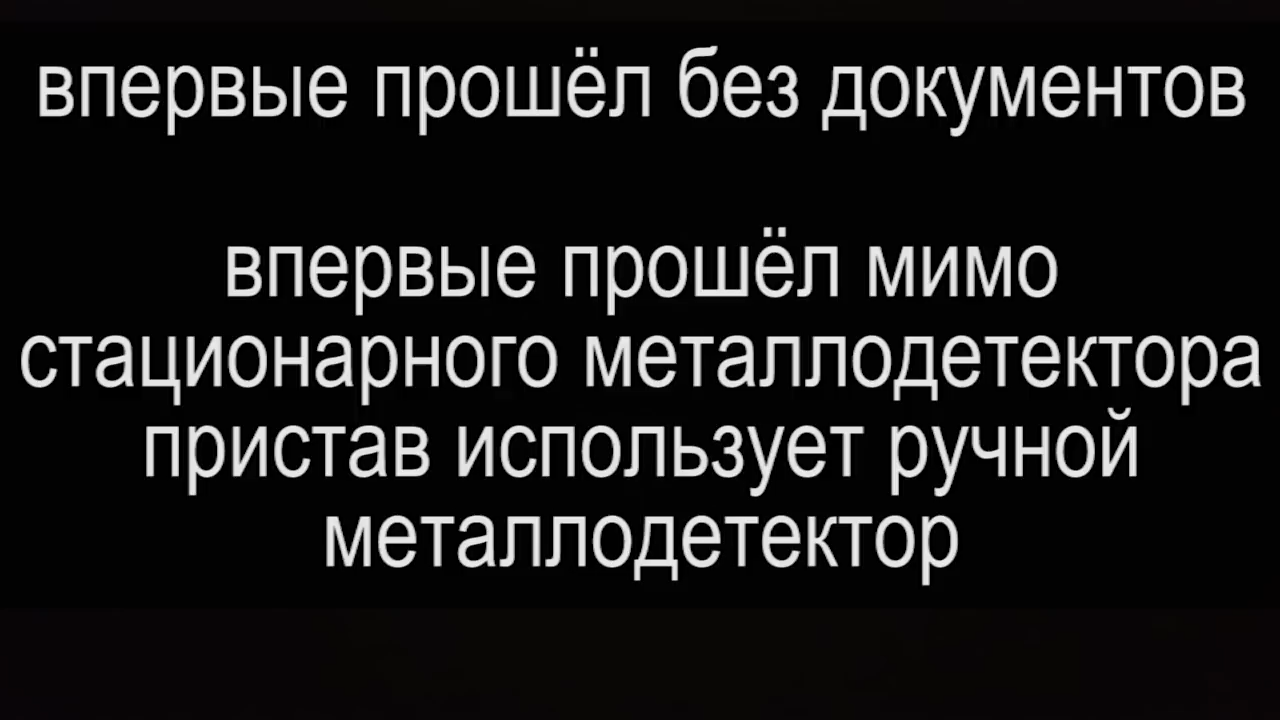 впервые прошёл без документов
впервые прошёл мимо
стационарного металлодетектора
пристав использует ручной
металлодетектор